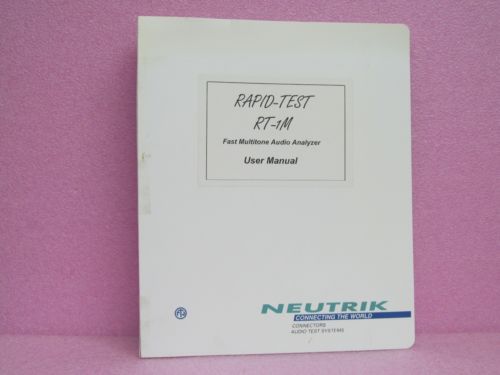 RAPID-TEST
RT-1M
Fast Multitone Audio Analyzer
User Manual
NEUTRIK
CONNECTING THE WORLD
CONNECTORS
AUDIO TEST SYSTEMS